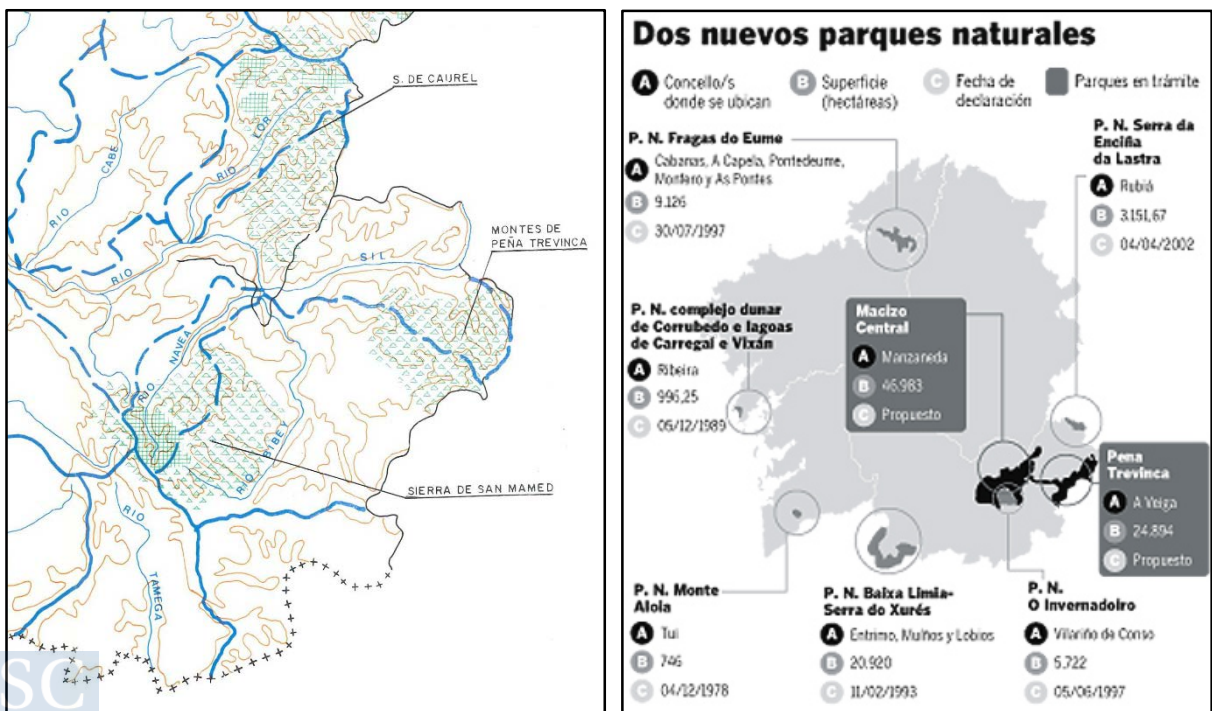 S. DE CAUREL
RIO CABE
RIO LOR
MONTES DE
PEÑA TREVINCA
RIO SIL
RIO NAVEA
RIO BIBEY
SIERRA DE SAN MAMED
RIO TAMEGA
SC
Dos nuevos parques naturales
A Concello/s
donde se ubican
B Superficie
(hectáreas)
C Fecha de
declaración
Parques en trámite
P. N. Fragas do Eume
A Cabanas, A Capela, Pontedeume,
Monfero y As Pontes
B 9.126
C 30/07/1997
P. N. Serra da
Enciña
da Lastra
A Rubiá
B 3.151,67
C 04/04/2002
P. N. complejo dunar
de Corrubedo e lagoas
de Carregal e Vixán
A Ribeira
B 996,25
C 05/12/1989
Macizo
Central
A Manzaneda
B 46.983
C Propuesto
Pena
Trevinca
A A Veiga
B 24.894
C Propuesto
P. N. Monte
Aloia
A Tui
B 746
C 04/12/1978
P. N. Baixa Limia-
Serra do Xurés
A Entrimo, Muíños y Lobios
B 20.920
C 11/02/1993
P. N.
O Invernadoiro
A Vilariño de Conso
B 5.722
C 05/06/1997